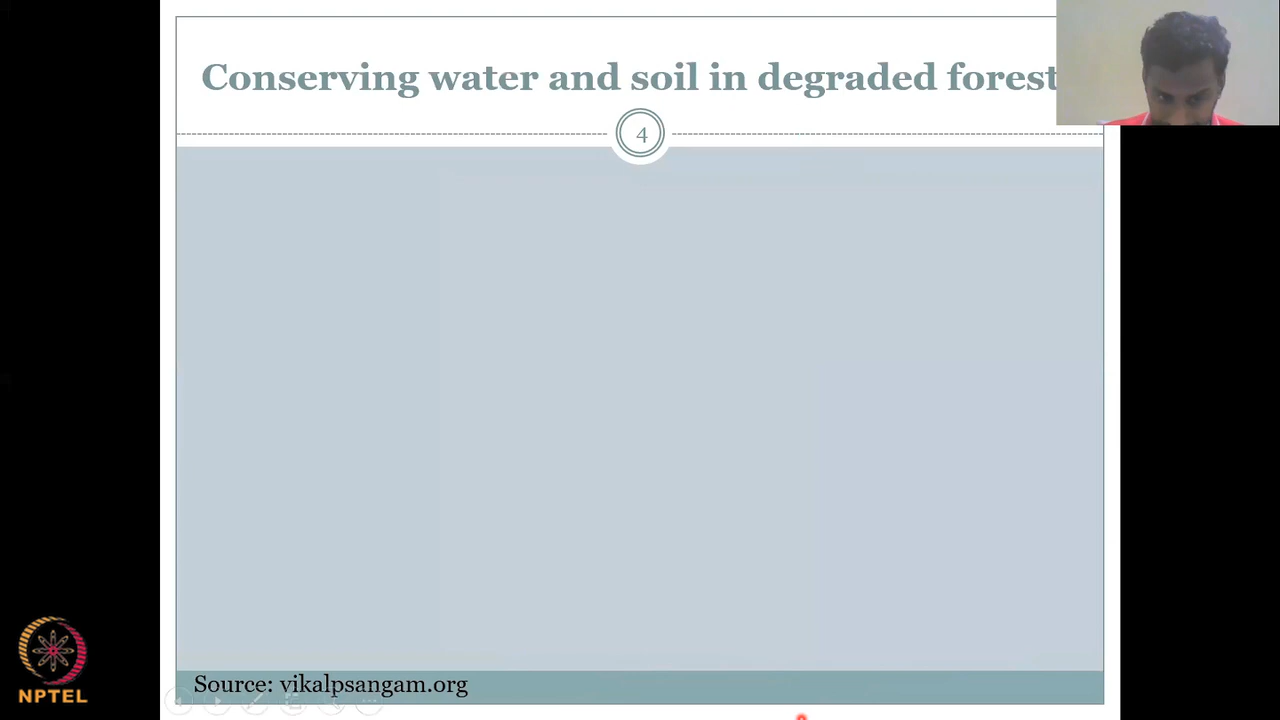 Conserving water and soil in degraded forest
4
Source: vikalpsangam.org
NPTEL